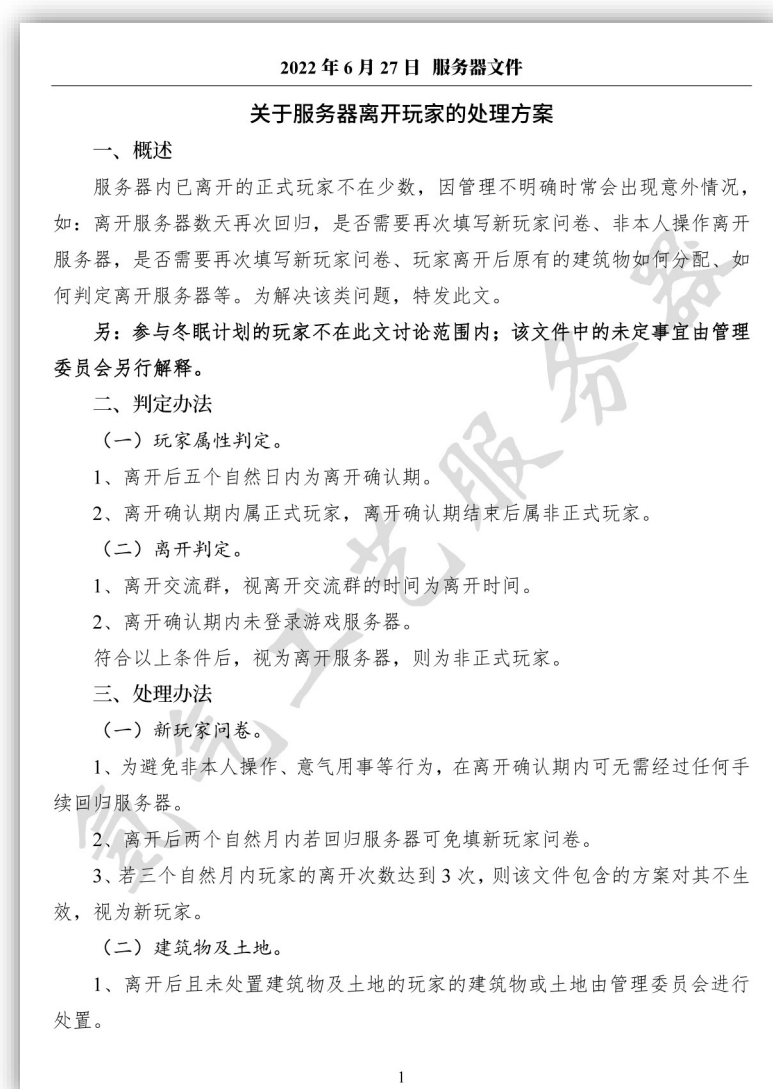 2022 年 6 月 27 日 服务器文件
关于服务器离开玩家的处理方案
一、概述
服务器内已离开的正式玩家不在少数，因管理不明确时常会出现意外情况，
如：离开服务器数天再次回归，是否需要再次填写新玩家问卷、非本人操作离开
服务器，是否需要再次填写新玩家问卷、玩家离开后原有的建筑物如何分配、如
何判定离开服务器等。为解决该类问题，特发此文。
另：参与冬眠计划的玩家不在此文讨论范围内；该文件中的未定事宜由管理
委员会另行解释。
二、判定办法
（一）玩家属性判定。
1、离开后五个自然日内为离开确认期。
2、离开确认期内属正式玩家，离开确认期结束后属非正式玩家。
（二）离开判定。
1、离开交流群，视离开交流群的时间为离开时间。
2、离开确认期内未登录游戏服务器。
符合以上条件后，视为离开服务器，则为非正式玩家。
三、处理办法
（一）新玩家问卷。
1、为避免非本人操作、意气用事等行为，在离开确认期内可无需经过任何手
续回归服务器。
2、离开后两个自然月内若回归服务器可免填新玩家问卷。
3、若三个自然月内玩家的离开次数达到 3 次，则该文件包含的方案对其不生
效，视为新玩家。
（二）建筑物及土地。
1、离开后且未处置建筑物及土地的玩家的建筑物或土地由管理委员会进行
处置。
1
氢气工艺服务器